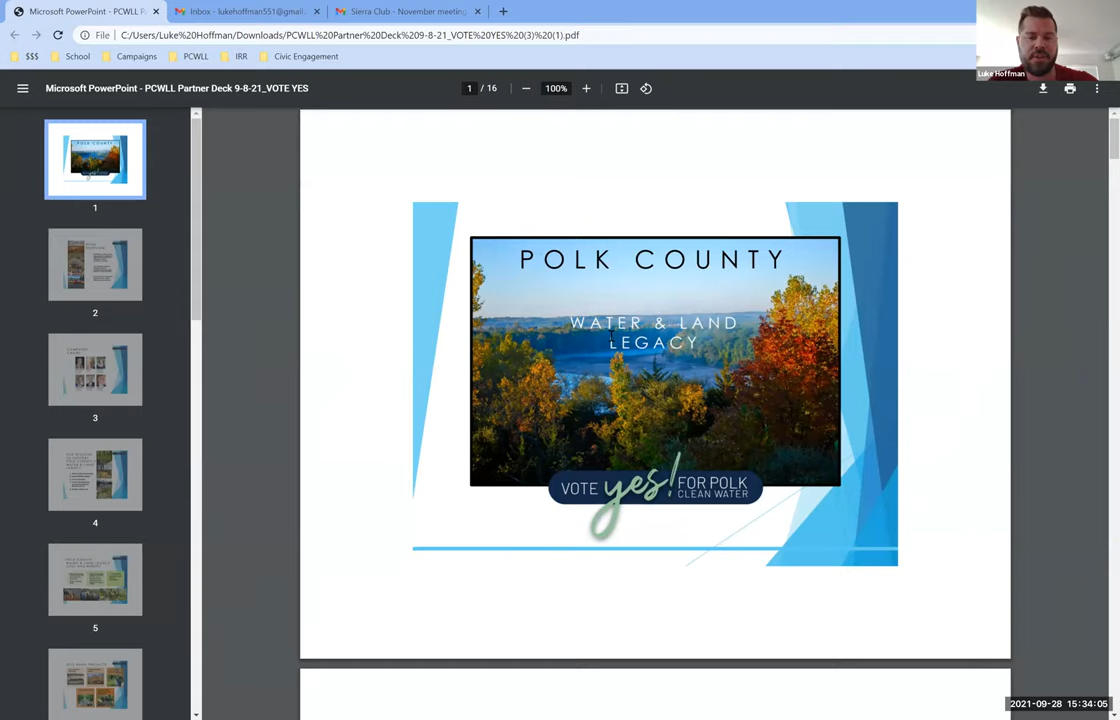 Microsoft PowerPoint - PCWLL P
Inbox - lukehoffman551@gmail.
Sierra Club - November meeting
File
C:/Users/Luke%20Hoffman/Downloads/PCWLL%20Partner%20Deck%209-8-21_VOTE%20YES%20(3)%20(1).pdf
$$$
School
Campaigns
PCWLL
IRR
Civic Engagement
Luke Hoffman
Microsoft PowerPoint - PCWLL Partner Deck 9-8-21_VOTE YES
1 / 16
100%
1
2
3
4
5
POLK COUNTY
WATER & LAND
LEGACY
VOTE yes! FOR POLK
CLEAN WATER
2021-09-28 15:34:05